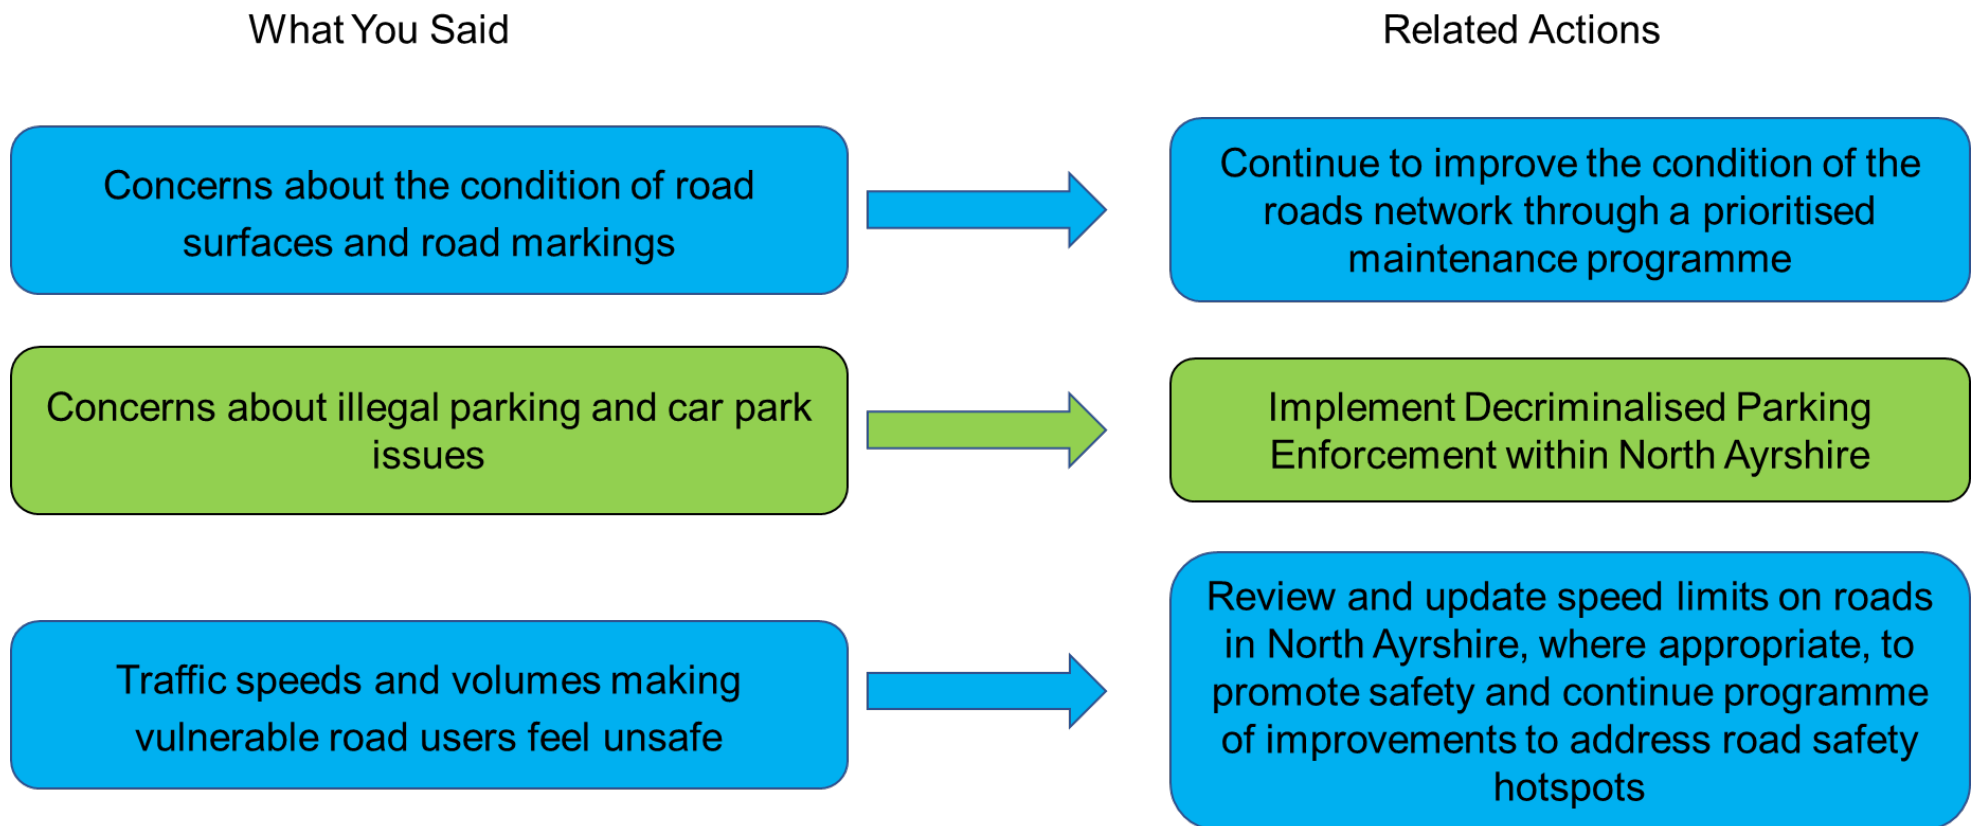 What You Said
Related Actions
Concerns about the condition of road
surfaces and road markings
Continue to improve the condition of the
roads network through a prioritised
maintenance programme
Concerns about illegal parking and car park
issues
Implement Decriminalised Parking
Enforcement within North Ayrshire
Traffic speeds and volumes making
vulnerable road users feel unsafe
Review and update speed limits on roads
in North Ayrshire, where appropriate, to
promote safety and continue programme
of improvements to address road safety
hotspots